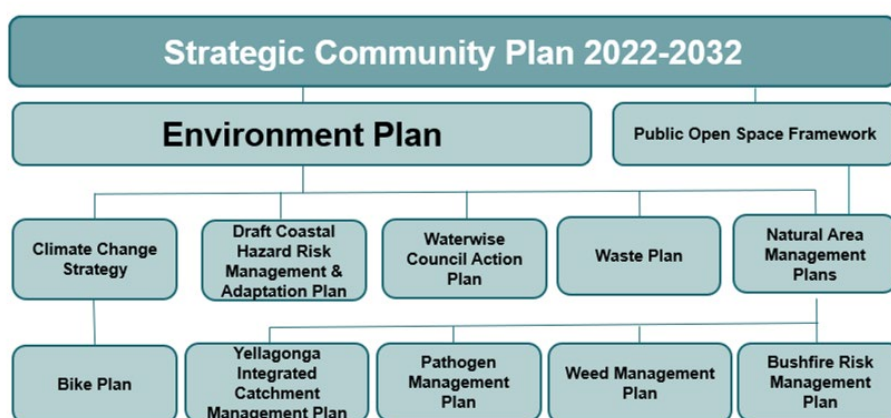 Strategic Community Plan 2022-2032
Environment Plan
Public Open Space Framework
Climate Change
Strategy
Draft Coastal
Hazard Risk
Management &
Adaptation Plan
Waterwise
Council Action
Plan
Waste Plan
Natural Area
Management
Plans
Bike Plan
Yellagonga
Integrated
Catchment
Management Plan
Pathogen
Management
Plan
Weed Management
Plan
Bushfire Risk
Management
Plan